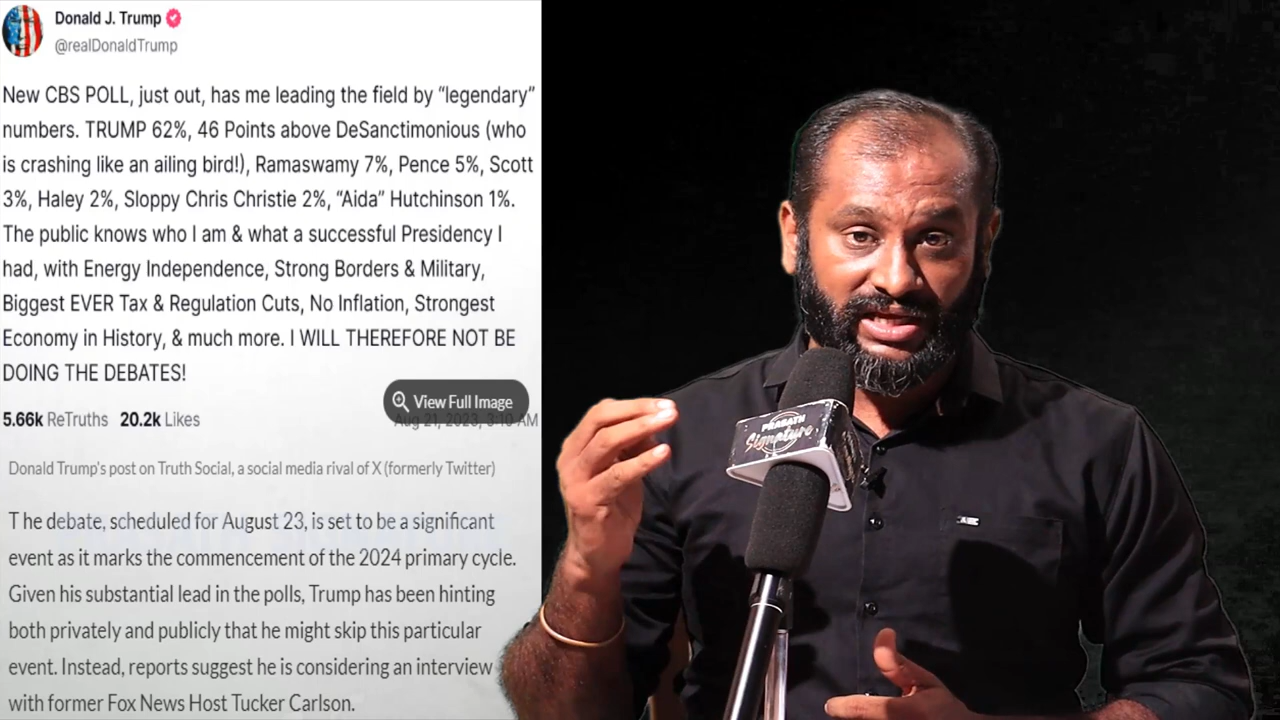 Donald J. Trump
@realDonaldTrump
New CBS POLL, just out, has me leading the field by “legendary”
numbers. TRUMP 62%, 46 Points above DeSanctimonious (who
is crashing like an ailing bird!), Ramaswamy 7%, Pence 5%, Scott
3%, Haley 2%, Sloppy Chris Christie 2%, “Aida” Hutchinson 1%.
The public knows who I am & what a successful Presidency I
had, with Energy Independence, Strong Borders & Military,
Biggest EVER Tax & Regulation Cuts, No Inflation, Strongest
Economy in History, & much more. I WILL THEREFORE NOT BE
DOING THE DEBATES!
View Full Image
5.66k ReTruths 20.2k Likes
Aug 21, 2023, 3:10 AM
Donald Trump's post on Truth Social, a social media rival of X (formerly Twitter)
T he debate, scheduled for August 23, is set to be a significant
event as it marks the commencement of the 2024 primary cycle.
Given his substantial lead in the polls, Trump has been hinting
both privately and publicly that he might skip this particular
event. Instead, reports suggest he is considering an interview
with former Fox News Host Tucker Carlson.
PRASATH
Signature